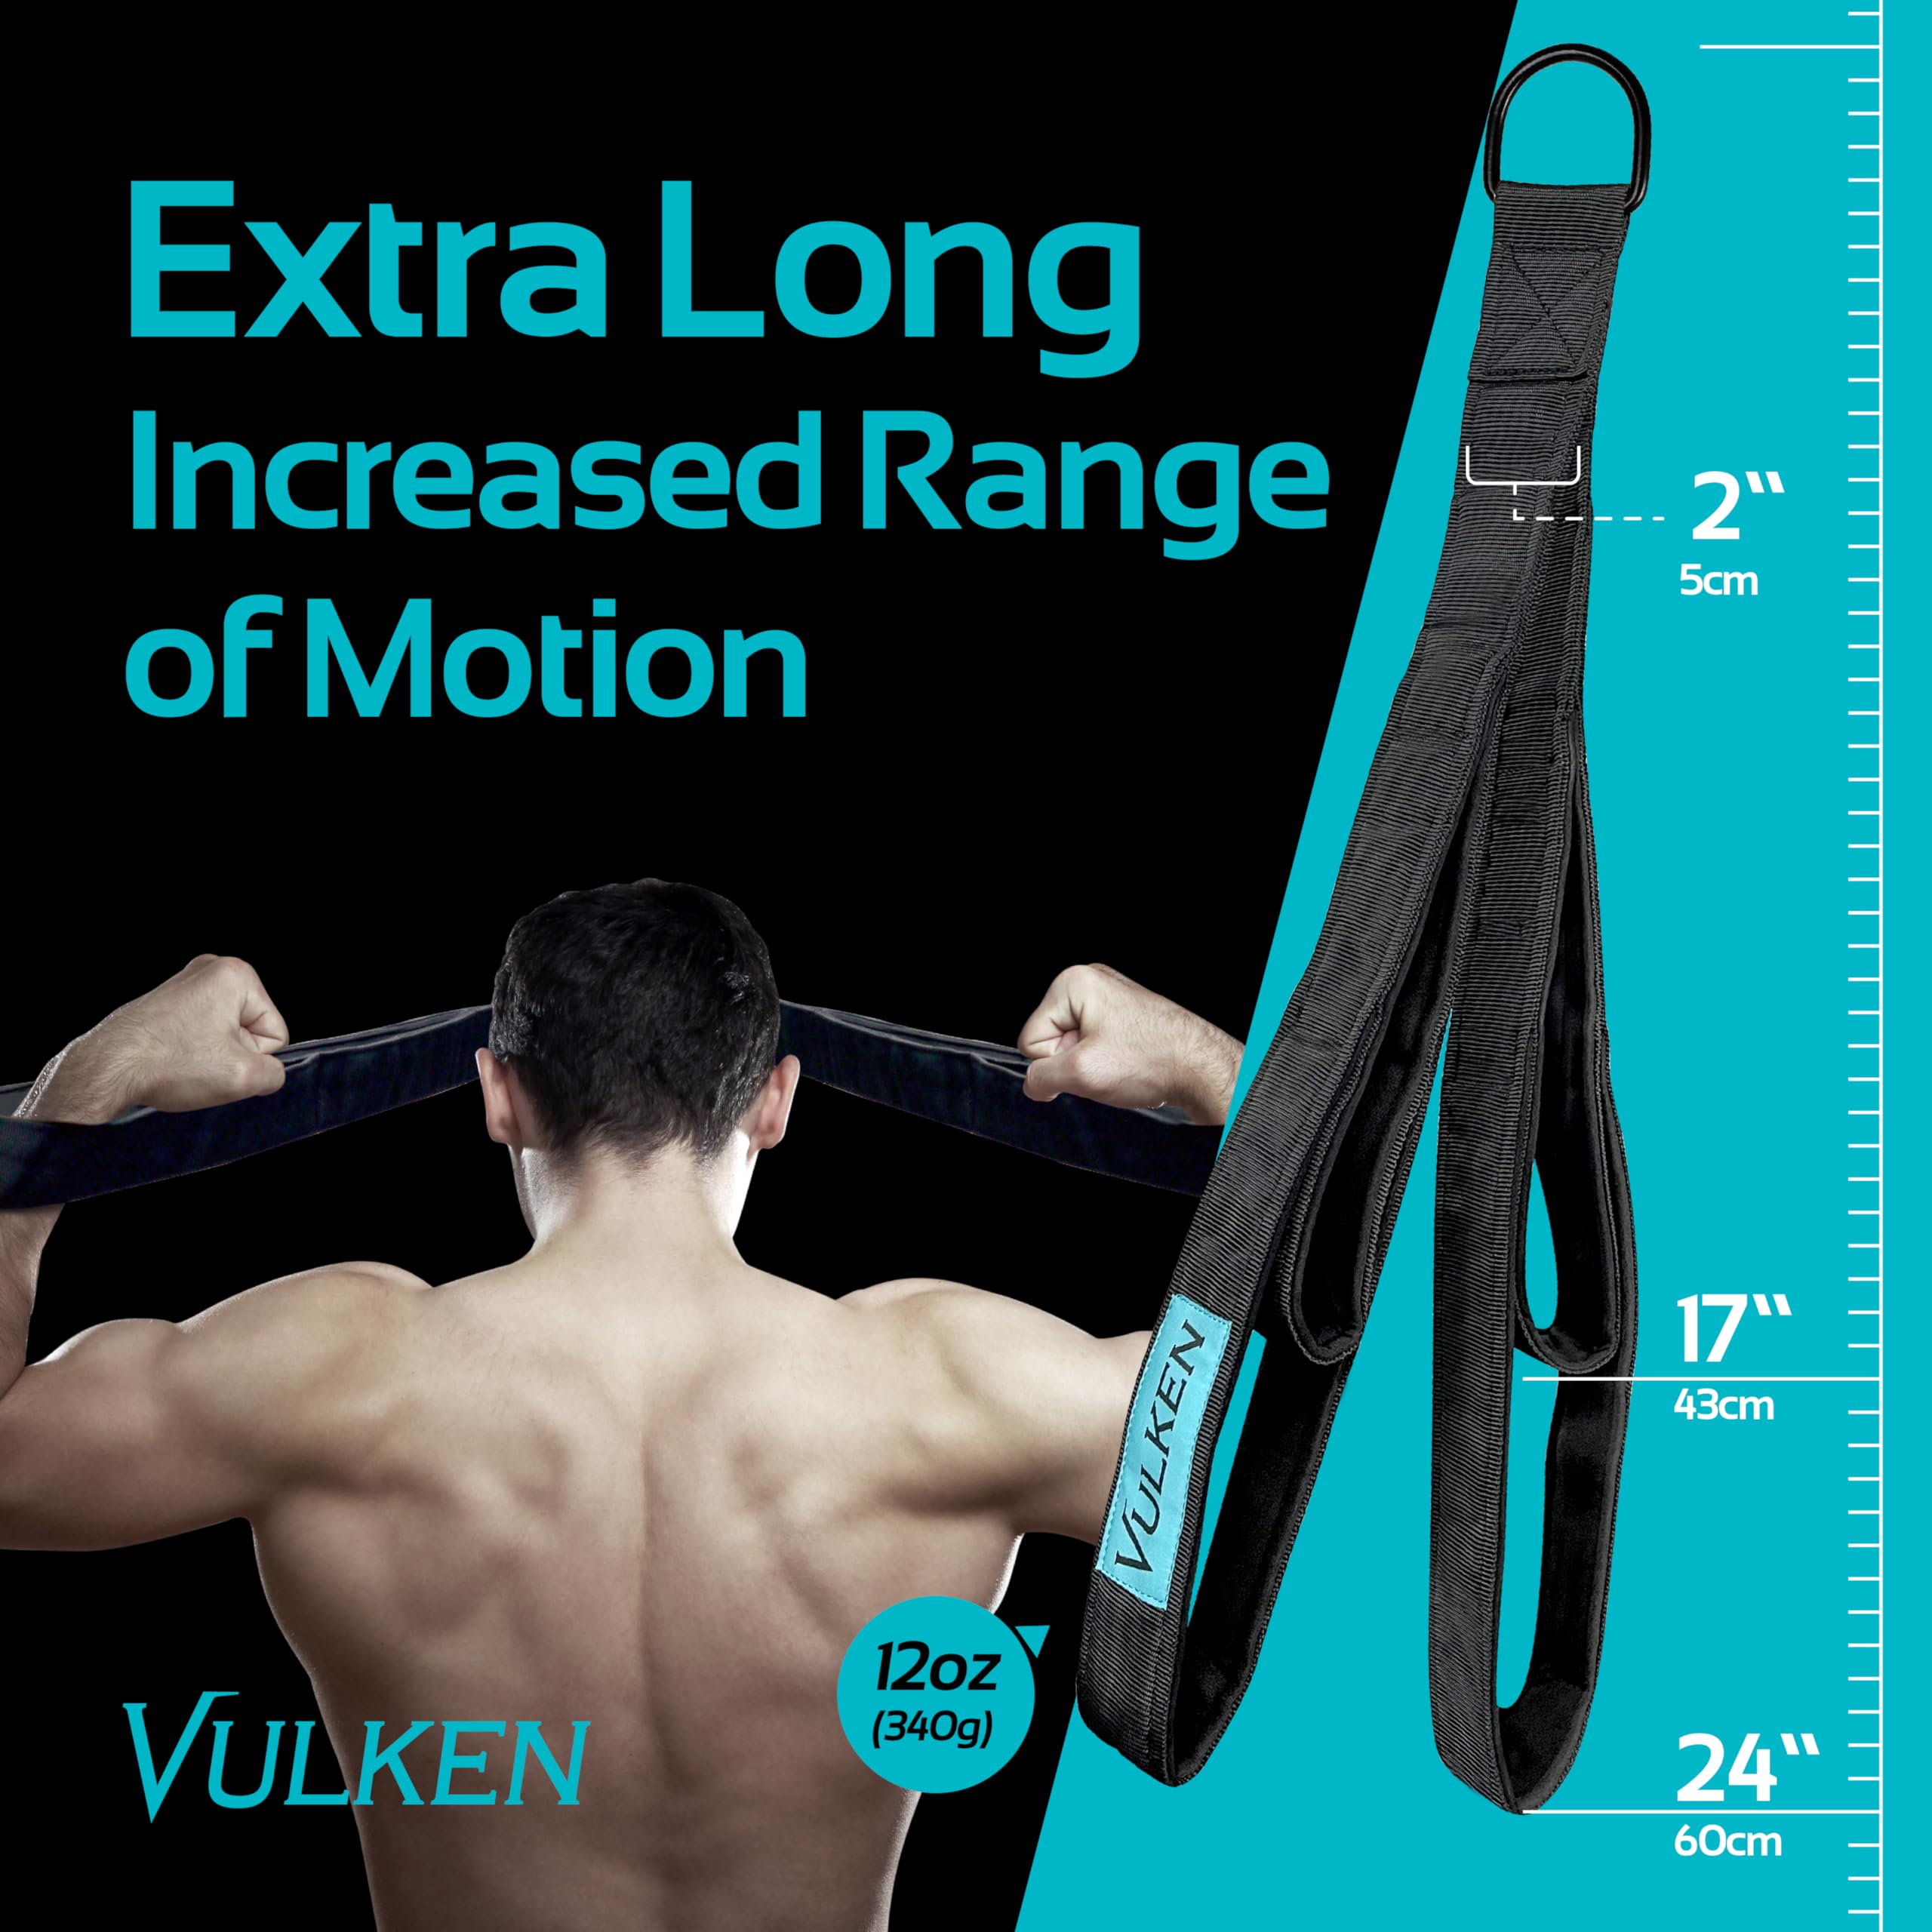 Extra Long
Increased Range
of Motion
2"
5cm
17"
43cm
VULKEN
12oz
(340g)
VULKEN
24"
60cm